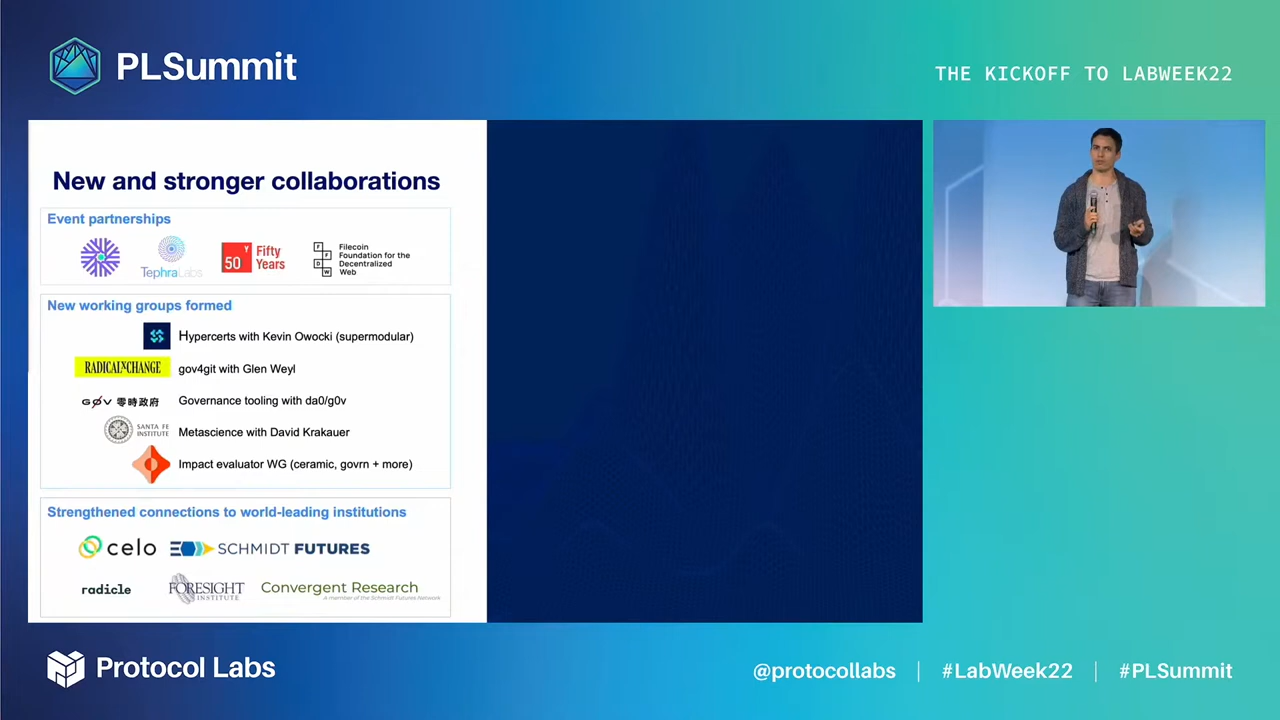 PLSummit
THE KICKOFF TO LABWEEK22
New and stronger collaborations
Event partnerships
TephraLabs
50 Y
Fifty
Years
F
F
D
W
Filecoin
Foundation for the
Decentralized
Web
New working groups formed
Hypercerts with Kevin Owocki (supermodular)
RADICALXCHANGE
gov4git with Glen Weyl
G0V 零時政府
Governance tooling with da0/g0v
SANTA FE
INSTITUTE
Metascience with David Krakauer
Impact evaluator WG (ceramic, govrn + more)
Strengthened connections to world-leading institutions
celo
SCHMIDT FUTURES
radicle
FORESIGHT
INSTITUTE
Convergent Research
A member of the Schmidt Futures Network
Protocol Labs
@protocollabs | #LabWeek22 | #PLSummit